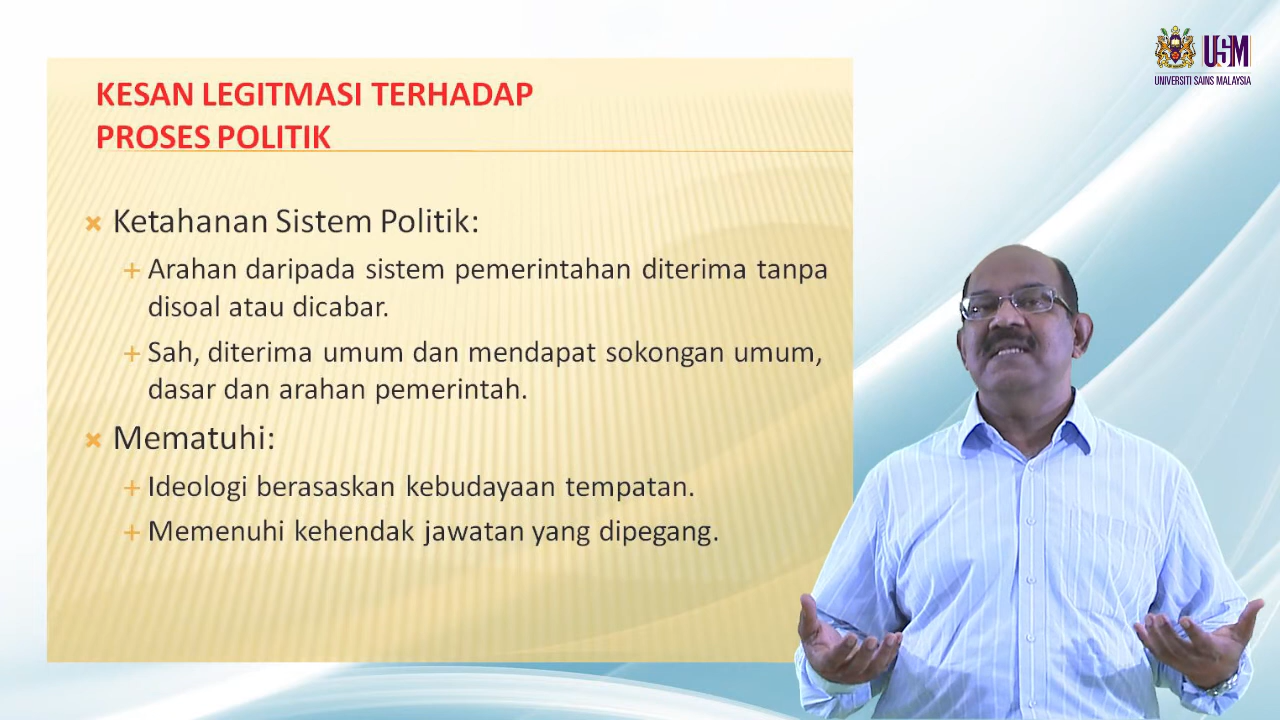 KESAN LEGITMASI TERHADAP
PROSES POLITIK
Ketahanan Sistem Politik:
Arahan daripada sistem pemerintahan diterima tanpa
disoal atau dicabar.
Sah, diterima umum dan mendapat sokongan umum,
dasar dan arahan pemerintah.
Mematuhi:
Ideologi berasaskan kebudayaan tempatan.
Memenuhi kehendak jawatan yang dipegang.
USM
UNIVERSITI SAINS MALAYSIA